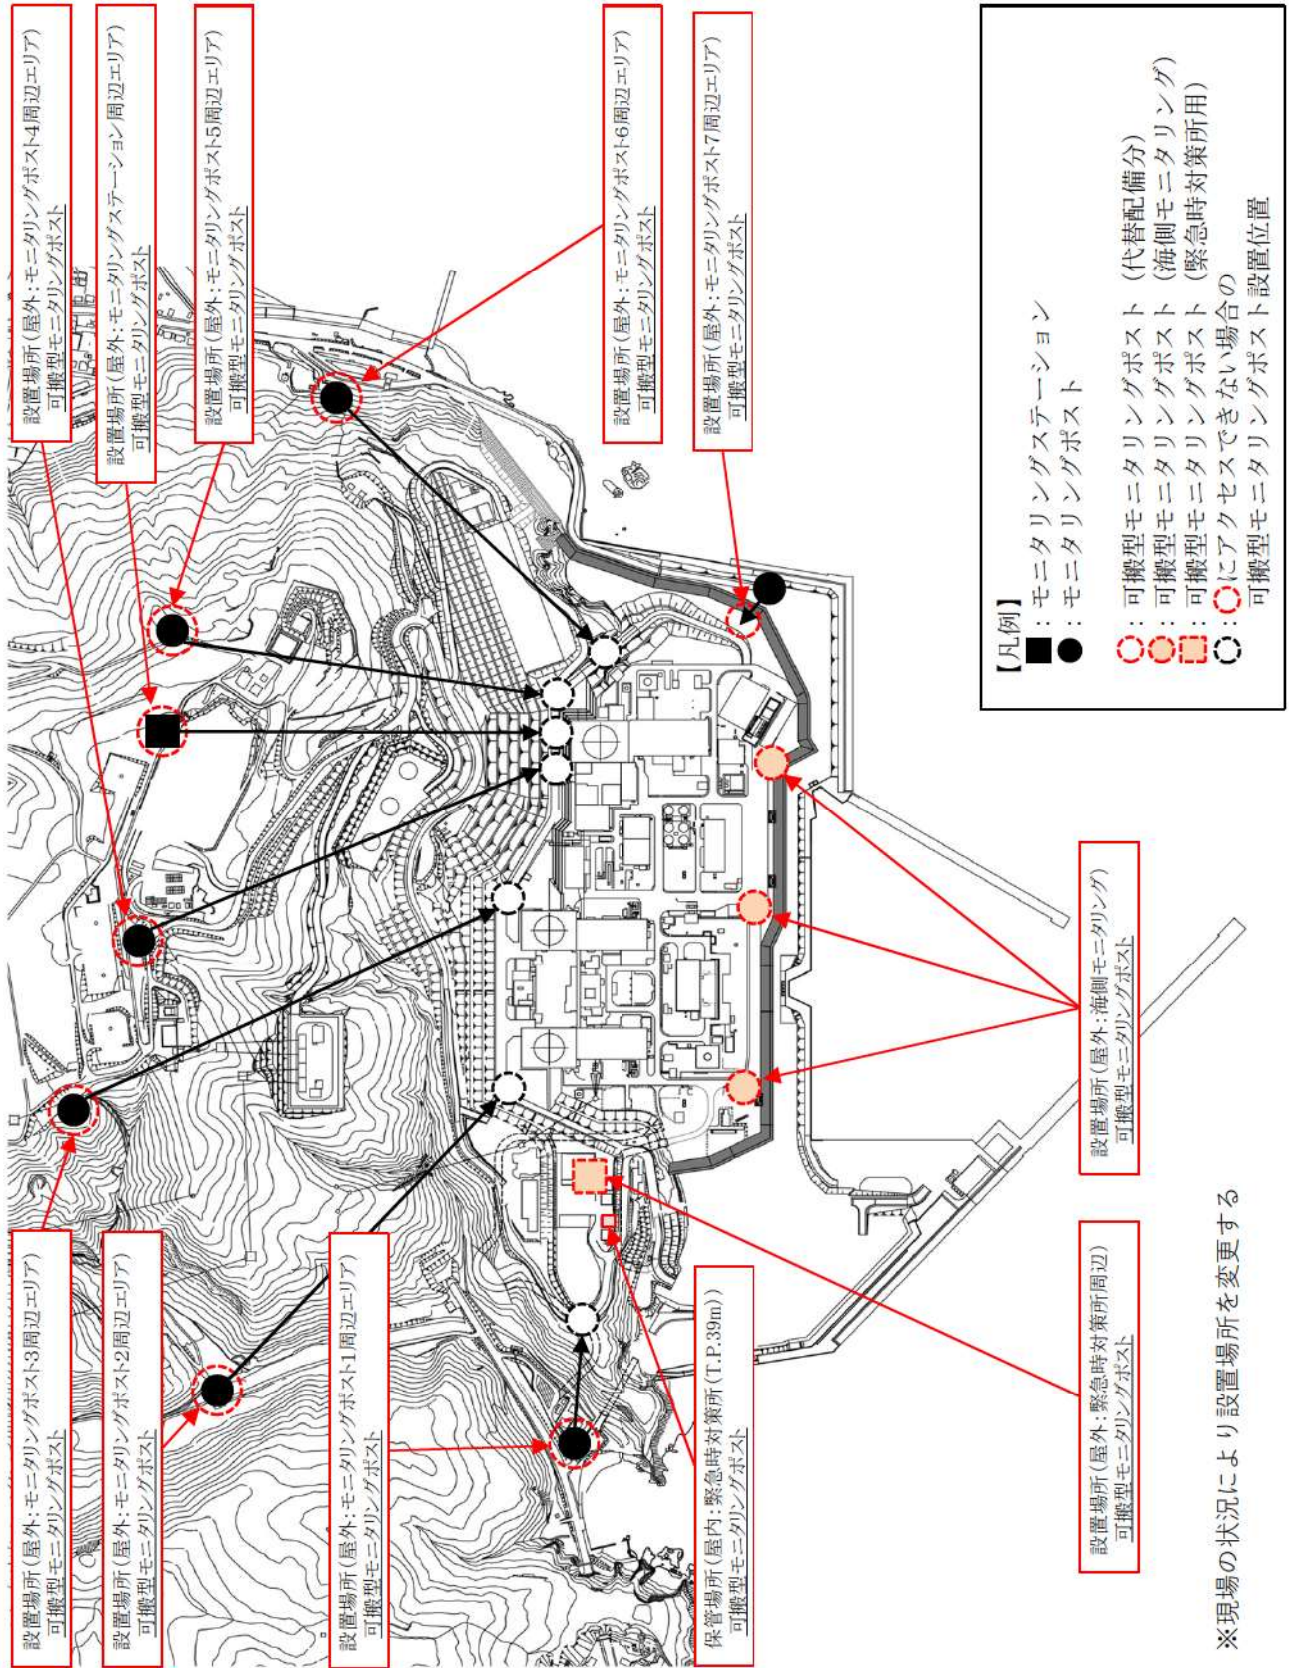 設置場所(屋外:モニタリングポスト3周辺エリア)
可搬型モニタリングポスト
設置場所(屋外:モニタリングポスト2周辺エリア)
可搬型モニタリングポスト
設置場所(屋外:モニタリングポスト1周辺エリア)
可搬型モニタリングポスト
保管場所(屋内:緊急時対策所(T.P.39m))
可搬型モニタリングポスト
設置場所(屋外:緊急時対策所周辺)
可搬型モニタリングポスト
設置場所(屋外:海側モニタリング)
可搬型モニタリングポスト
設置場所(屋外:モニタリングポスト4周辺エリア)
可搬型モニタリングポスト
設置場所(屋外:モニタリングステーション周辺エリア)
可搬型モニタリングポスト
設置場所(屋外:モニタリングポスト5周辺エリア)
可搬型モニタリングポスト
設置場所(屋外:モニタリングポスト6周辺エリア)
可搬型モニタリングポスト
設置場所(屋外:モニタリングポスト7周辺エリア)
可搬型モニタリングポスト
【凡例】
:モニタリングステーション
:モニタリングポスト
:可搬型モニタリングポスト(代替配備分)
:可搬型モニタリングポスト(海側モニタリング)
:可搬型モニタリングポスト(緊急時対策所用)
:にアクセスできない場合の
可搬型モニタリングポスト設置位置
※現場の状況により設置場所を変更する